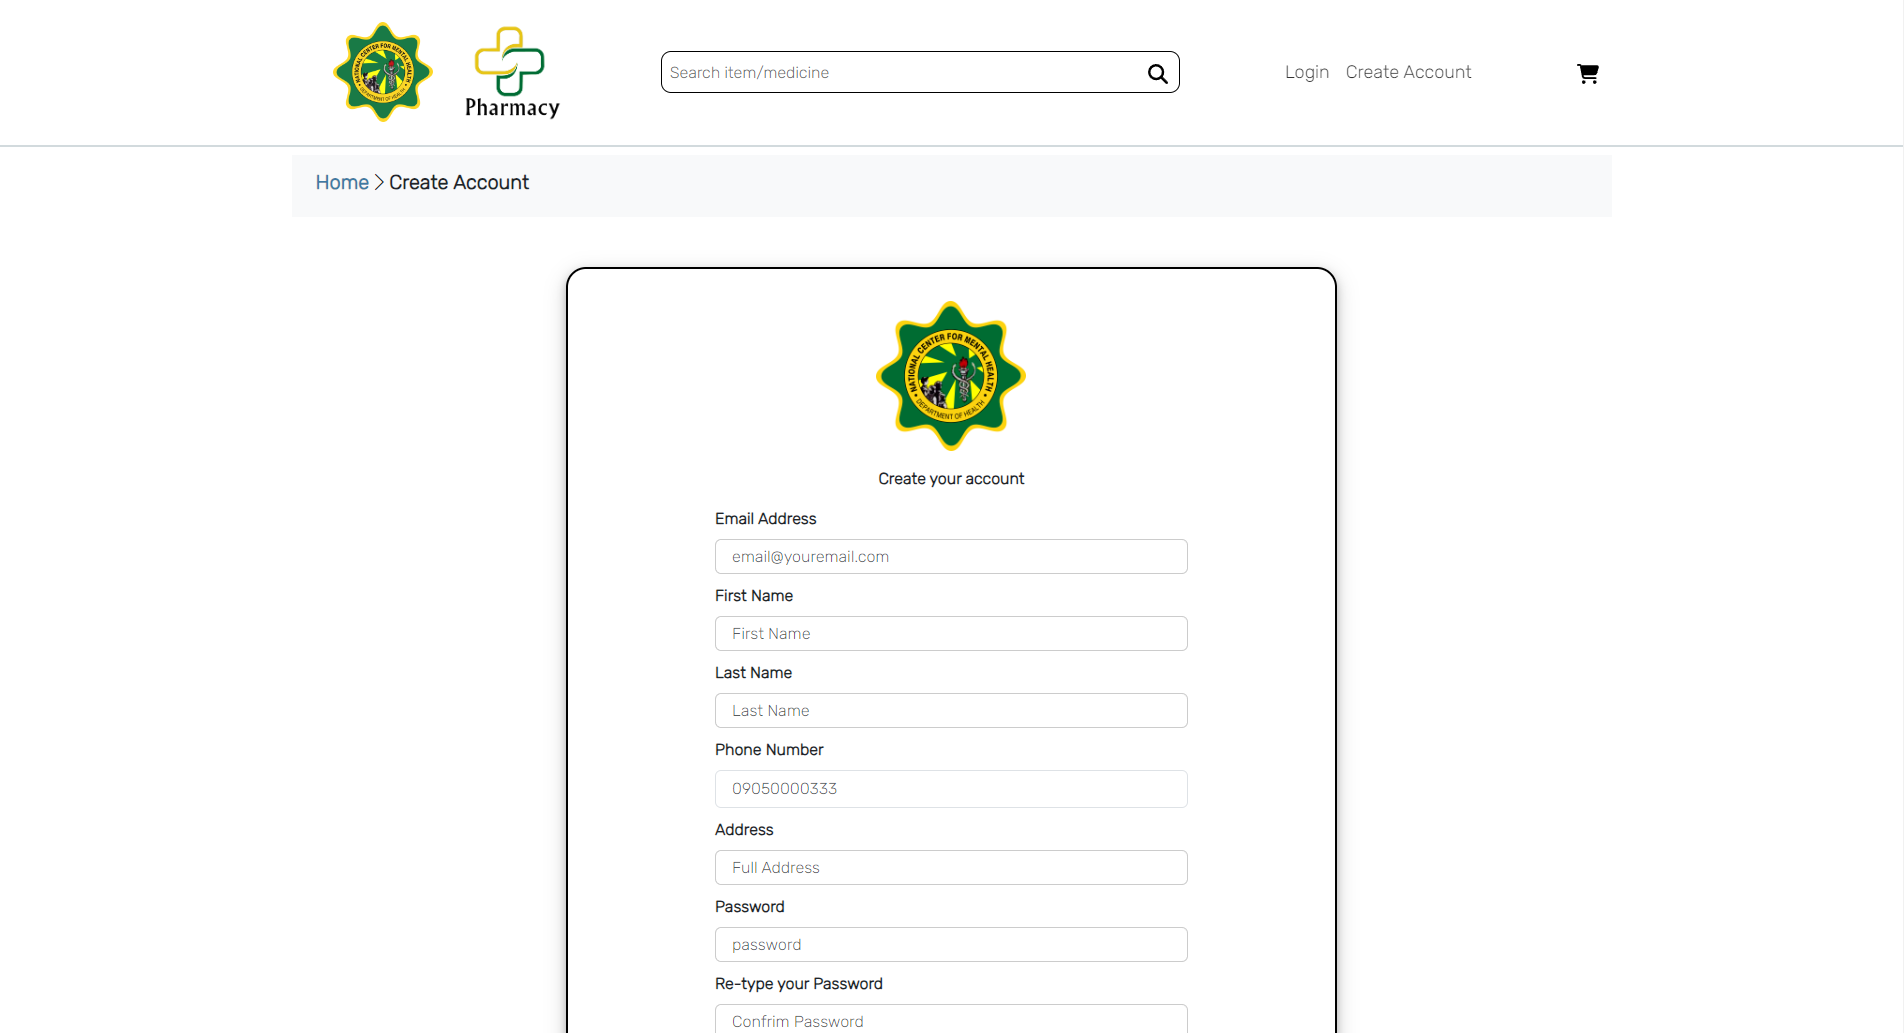 NATIONAL CENTER FOR MENTAL HEALTH
DEPARTMENT OF HEALTH
Pharmacy
Search item/medicine
Login
Create Account
Home > Create Account
NATIONAL CENTER FOR MENTAL HEALTH
DEPARTMENT OF HEALTH
Create your account
Email Address
email@youremail.com
First Name
First Name
Last Name
Last Name
Phone Number
09050000333
Address
Full Address
Password
password
Re-type your Password
Confrim Password